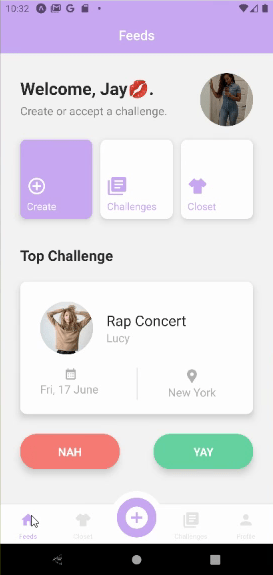 10:32
Feeds
Welcome, Jay💋.
Create or accept a challenge.
Create
Challenges
Closet
Top Challenge
Rap Concert
Lucy
Fri, 17 June
New York
NAH
YAY
Feeds
Closet
Challenges
Profile